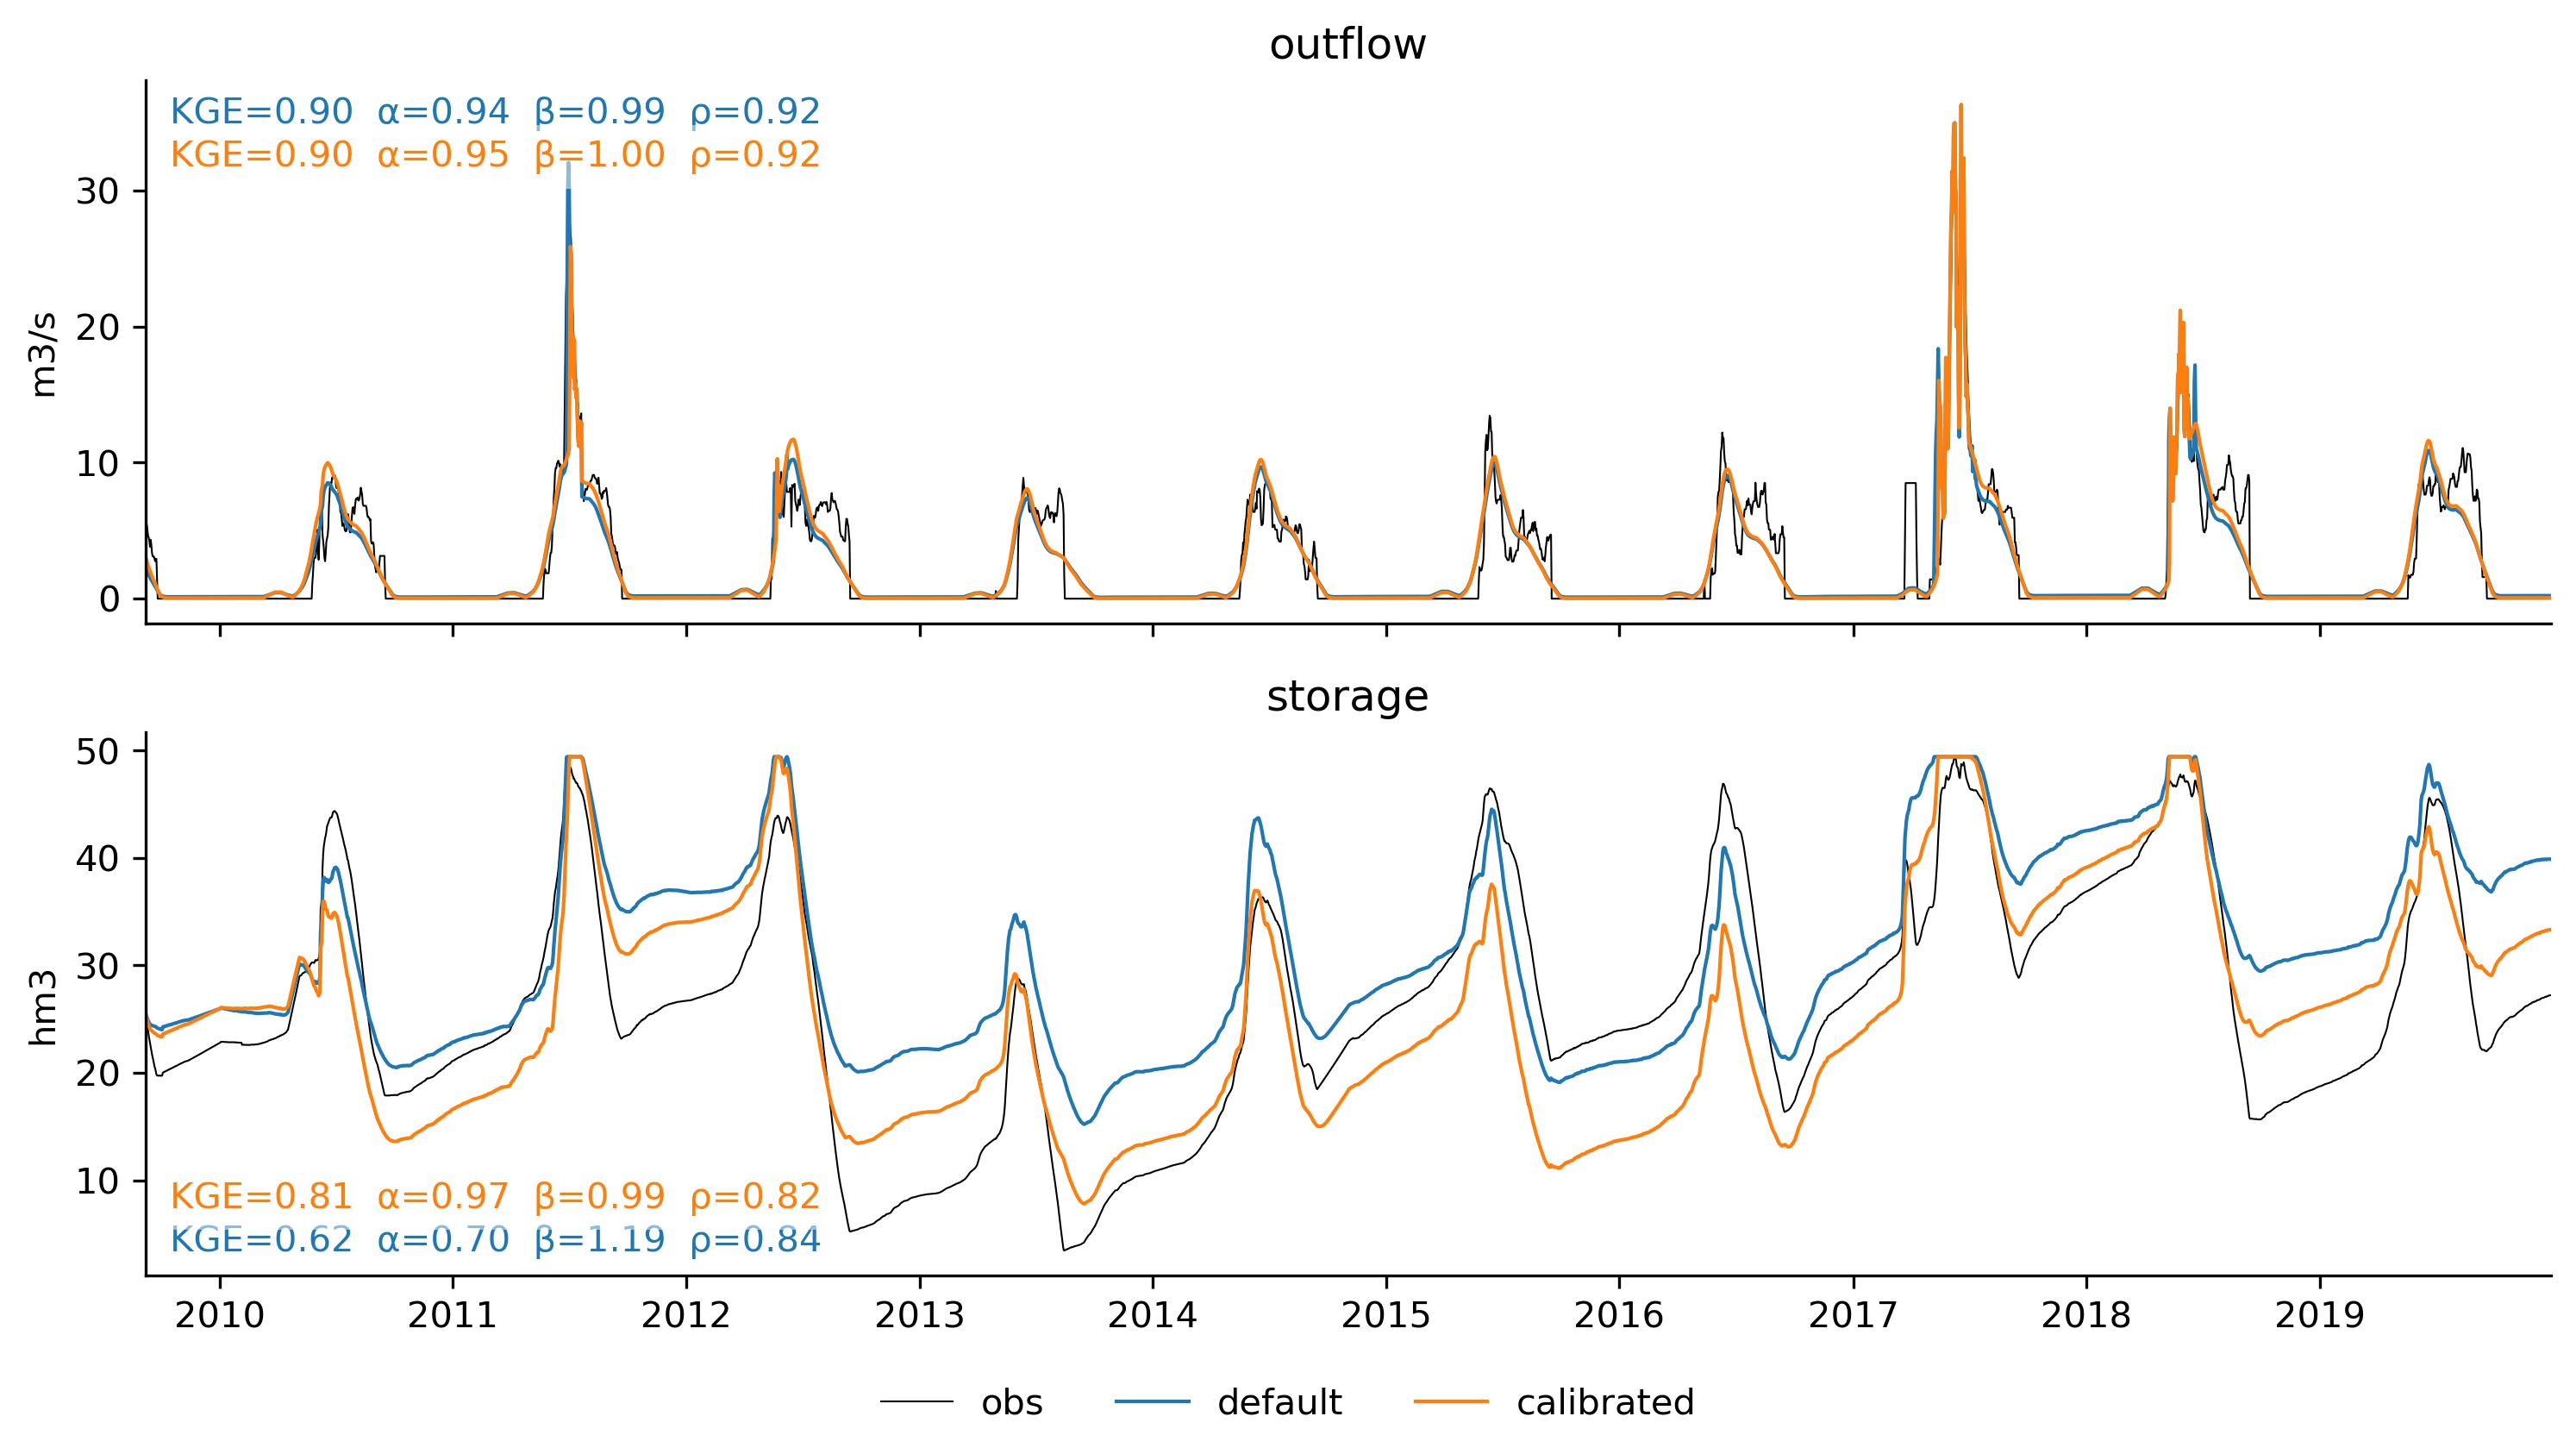 outflow
KGE=0.90 α=0.94 β=0.99 ρ=0.92
KGE=0.90 α=0.95 β=1.00 ρ=0.92
30
20
10
0
m3/s
storage
50
40
30
20
10
hm3
KGE=0.81 α=0.97 β=0.99 ρ=0.82
KGE=0.62 α=0.70 β=1.19 ρ=0.84
2010 2011 2012 2013 2014 2015 2016 2017 2018 2019
obs default calibrated